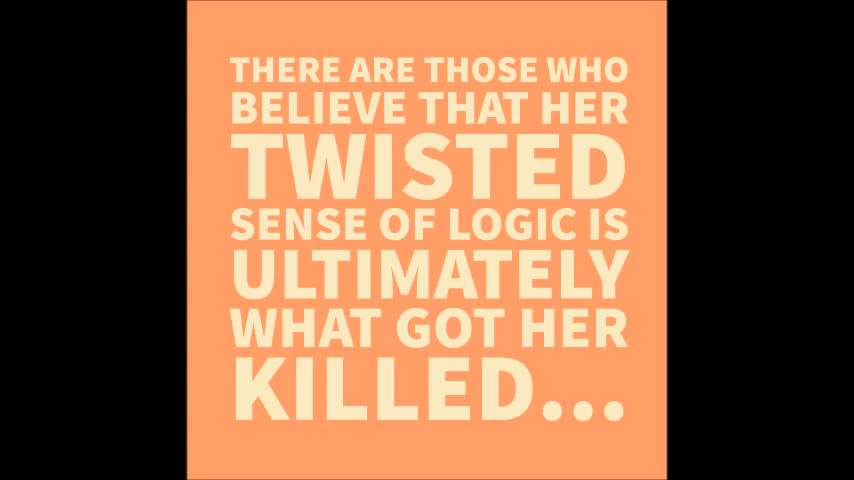 THERE ARE THOSE WHO
BELIEVE THAT HER
TWISTED
SENSE OF LOGIC IS
ULTIMATELY
WHAT GOT HER
KILLED...